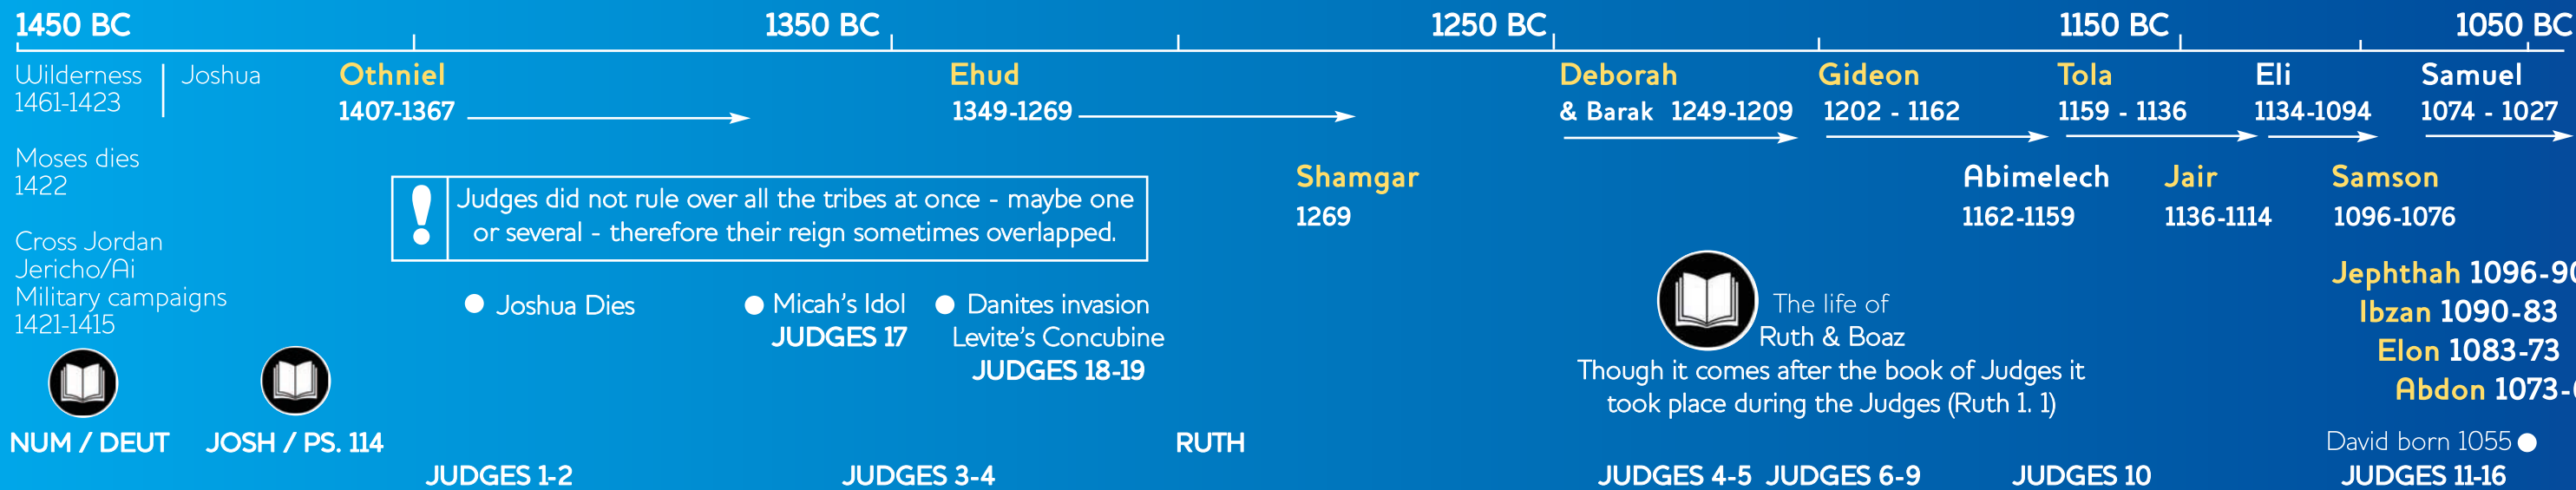 1450 BC
1350 BC
1250 BC
1150 BC
1050 BC
Wilderness
1461-1423
Joshua
Othniel
1407-1367
Ehud
1349-1269
Deborah
& Barak 1249-1209
Gideon
1202 - 1162
Tola
1159 - 1136
Eli
1134-1094
Samuel
1074 - 1027
Moses dies
1422
!
Judges did not rule over all the tribes at once - maybe one
or several - therefore their reign sometimes overlapped.
Shamgar
1269
Abimelech
1162-1159
Jair
1136-1114
Samson
1096-1076
Cross Jordan
Jericho/Ai
Military campaigns
1421-1415
Joshua Dies
Micah's Idol
JUDGES 17
Danites invasion
Levite's Concubine
JUDGES 18-19
The life of
Ruth & Boaz
Though it comes after the book of Judges it
took place during the Judges (Ruth 1. 1)
Jephthah 1096-90
Ibzan 1090-83
Elon 1083-73
Abdon 1073-
David born 1055
NUM / DEUT
JOSH / PS. 114
RUTH
JUDGES 1-2
JUDGES 3-4
JUDGES 4-5
JUDGES 6-9
JUDGES 10
JUDGES 11-16